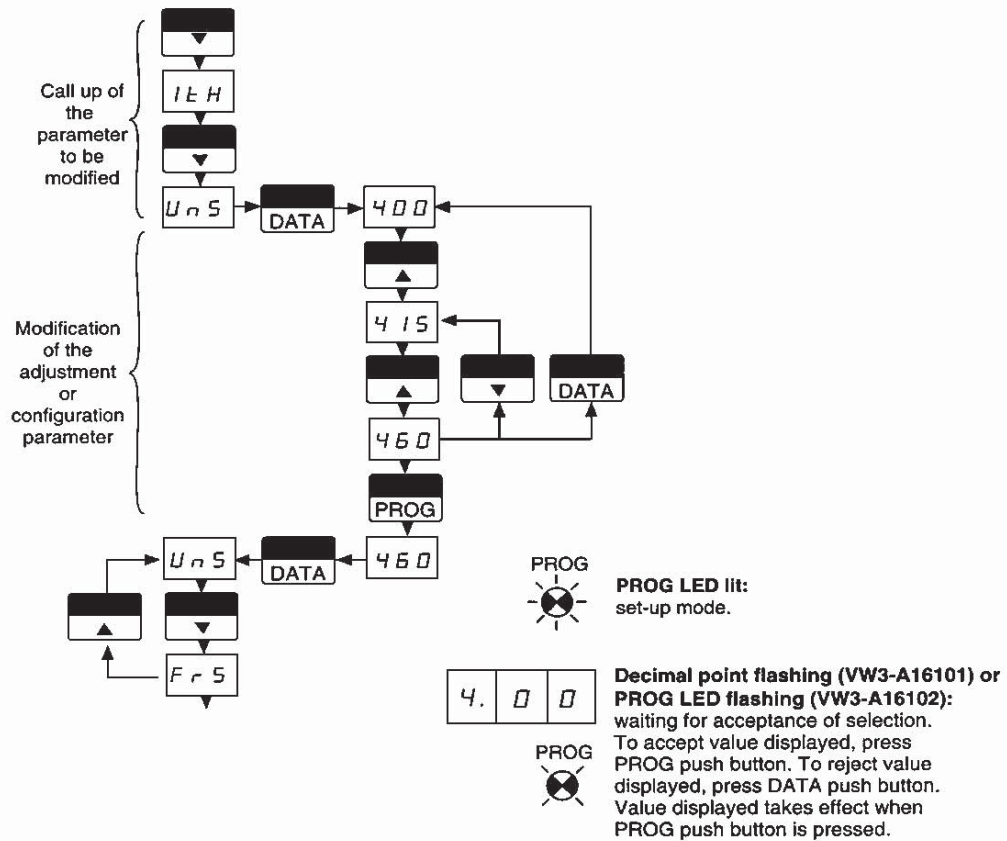 Call up of
the
parameter
to be
modified
ItH
UnS
DATA
400
Modification
of the
adjustment
or
configuration
parameter
415
DATA
460
PROG
UnS
DATA
460
FrS
PROG
PROG LED lit:
set-up mode.
4. 0 0
Decimal point flashing (VW3-A16101) or
PROG LED flashing (VW3-A16102):
waiting for acceptance of selection.
To accept value displayed, press
PROG push button. To reject value
displayed, press DATA push button.
Value displayed takes effect when
PROG push button is pressed.
PROG